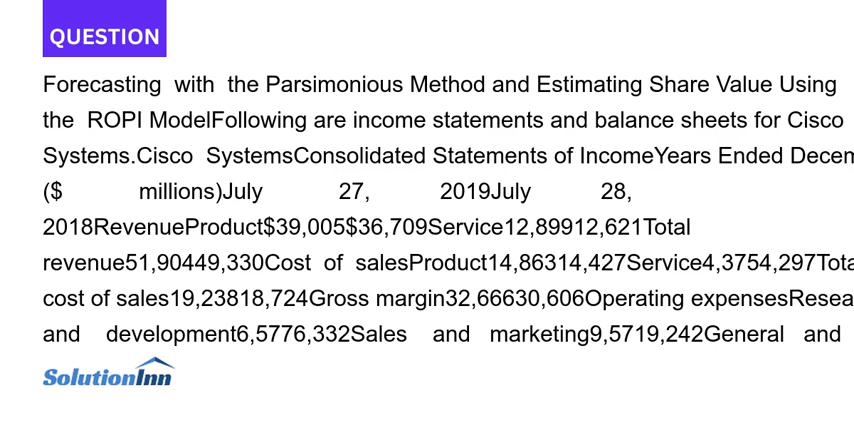 QUESTION
Forecasting with the Parsimonious Method and Estimating Share Value Using
the ROPI ModelFollowing are income statements and balance sheets for Cisco
Systems.Cisco SystemsConsolidated Statements of IncomeYears Ended Decem
($ millions)July 27, 2019July 28,
2018RevenueProduct$39,005$36,709Service12,89912,621Total
revenue51,90449,330Cost of salesProduct14,86314,427Service4,3754,297Tota
cost of sales19,23818,724Gross margin32,66630,606Operating expensesResea
and development6,5776,332Sales and marketing9,5719,242General and
SolutionInn